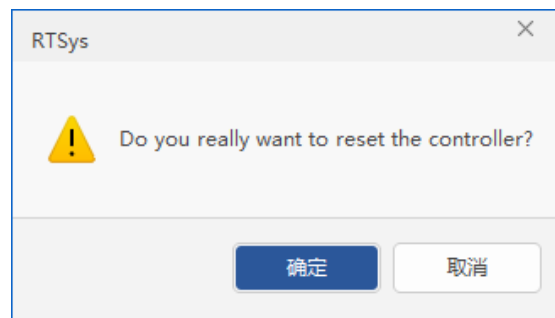 RTSys
Do you really want to reset the controller?
确定
取消